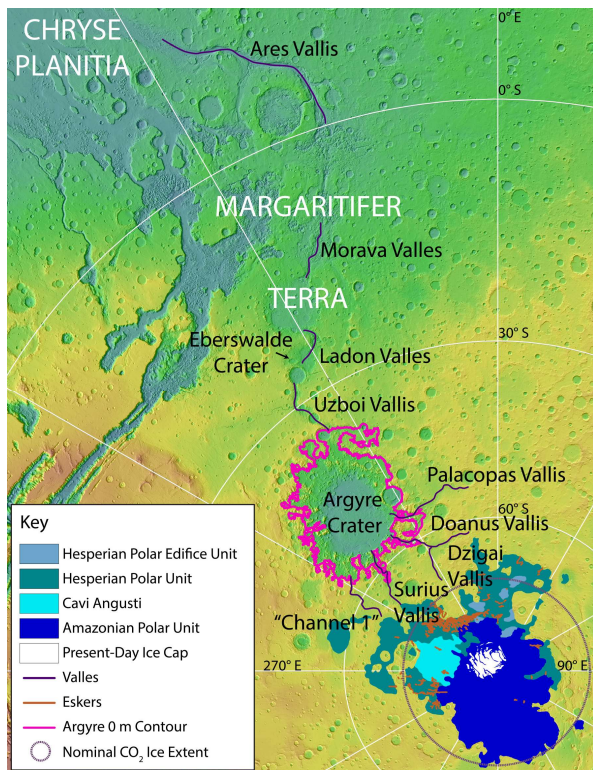 CHRYSE
PLANITIA
Ares Vallis
0° E
0° S
MARGARITIFER
Morava Valles
TERRA
30° S
Eberswalde
Crater
Ladon Valles
Uzboi Vallis
Palacopas Vallis
Argyre
Crater
60° S
Doanus Vallis
Dzigai
Vallis
Surius
Vallis
"Channel 1"
270° E
90° E
Key
Hesperian Polar Edifice Unit
Hesperian Polar Unit
Cavi Angusti
Amazonian Polar Unit
Present-Day Ice Cap
Valles
Eskers
Argyre 0 m Contour
Nominal CO₂ Ice Extent